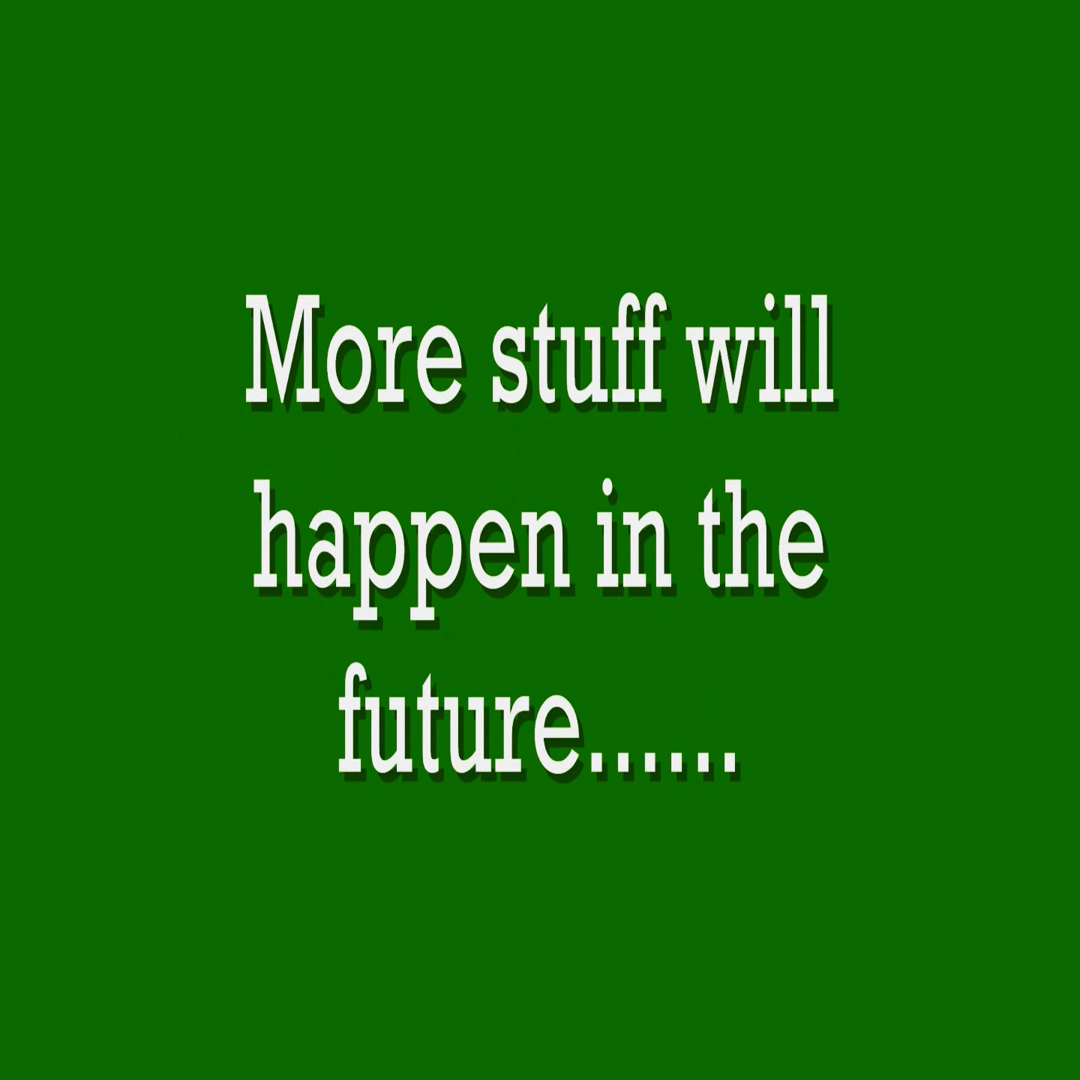 More stuff will
happen in the
future......